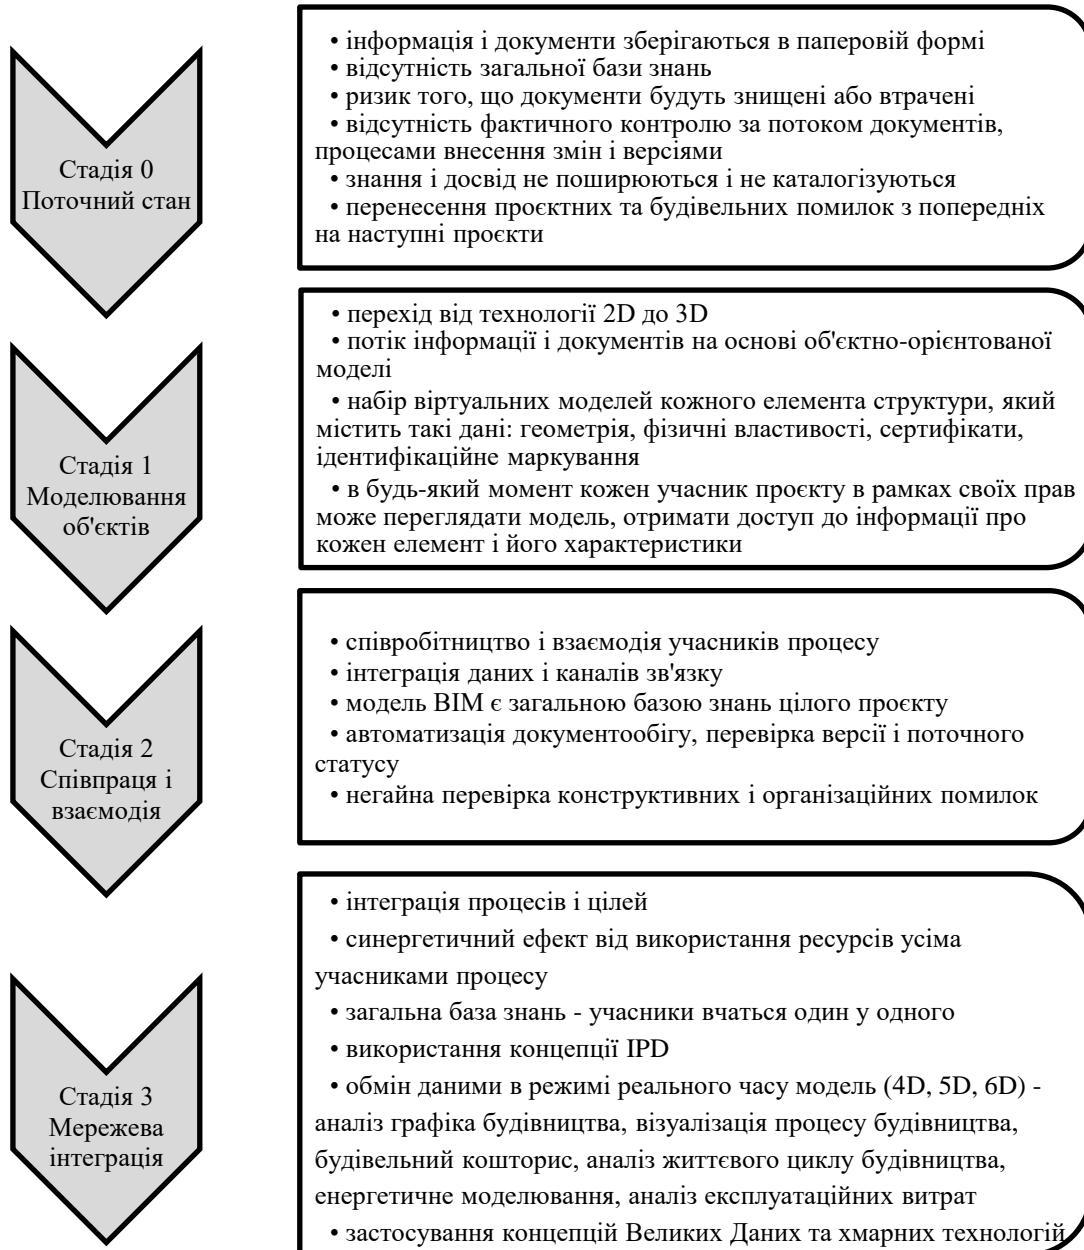 Стадія 0
Поточний стан
• інформація і документи зберігаються в паперовій формі
• відсутність загальної бази знань
• ризик того, що документи будуть знищені або втрачені
• відсутність фактичного контролю за потоком документів,
процесами внесення змін і версіями
• знання і досвід не поширюються і не каталогізуються
• перенесення проєктних та будівельних помилок з попередніх
на наступні проєкти
Стадія 1
Моделювання
об'єктів
• перехід від технології 2D до 3D
• потік інформації і документів на основі об'єктно-орієнтованої
моделі
• набір віртуальних моделей кожного елемента структури, який
містить такі дані: геометрія, фізичні властивості, сертифікати,
ідентифікаційне маркування
• в будь-який момент кожен учасник проєкту в рамках своїх прав
може переглядати модель, отримати доступ до інформації про
кожен елемент і його характеристики
Стадія 2
Співпраця і
взаємодія
• співробітництво і взаємодія учасників процесу
• інтеграція даних і каналів зв'язку
• модель BIM є загальною базою знань цілого проєкту
• автоматизація документообігу, перевірка версії і поточного
статусу
• негайна перевірка конструктивних і організаційних помилок
Стадія 3
Мережева
інтеграція
• інтеграція процесів і цілей
• синергетичний ефект від використання ресурсів усіма
учасниками процесу
• загальна база знань - учасники вчаться один у одного
• використання концепції IPD
• обмін даними в режимі реального часу модель (4D, 5D, 6D) -
аналіз графіка будівництва, візуалізація процесу будівництва,
будівельний кошторис, аналіз життєвого циклу будівництва,
енергетичне моделювання, аналіз експлуатаційних витрат
• застосування концепцій Великих Даних та хмарних технологій